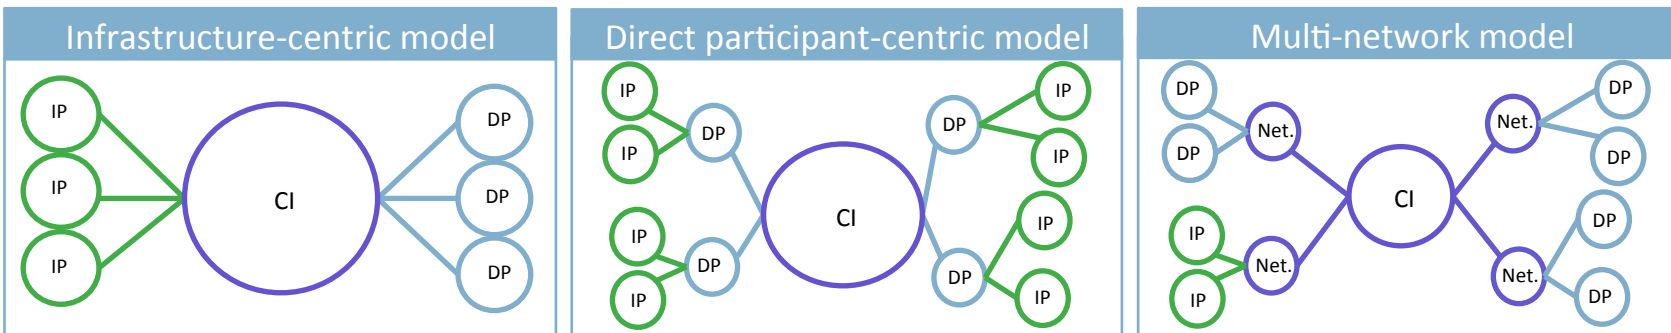 Infrastructure-centric model
IP
IP
IP
CI
DP
DP
DP
Direct participant-centric model
IP
IP
DP
IP
IP
DP
CI
DP
IP
IP
DP
IP
IP
Multi-network model
DP
DP
Net.
IP
IP
Net.
CI
Net.
DP
DP
Net.
DP
DP